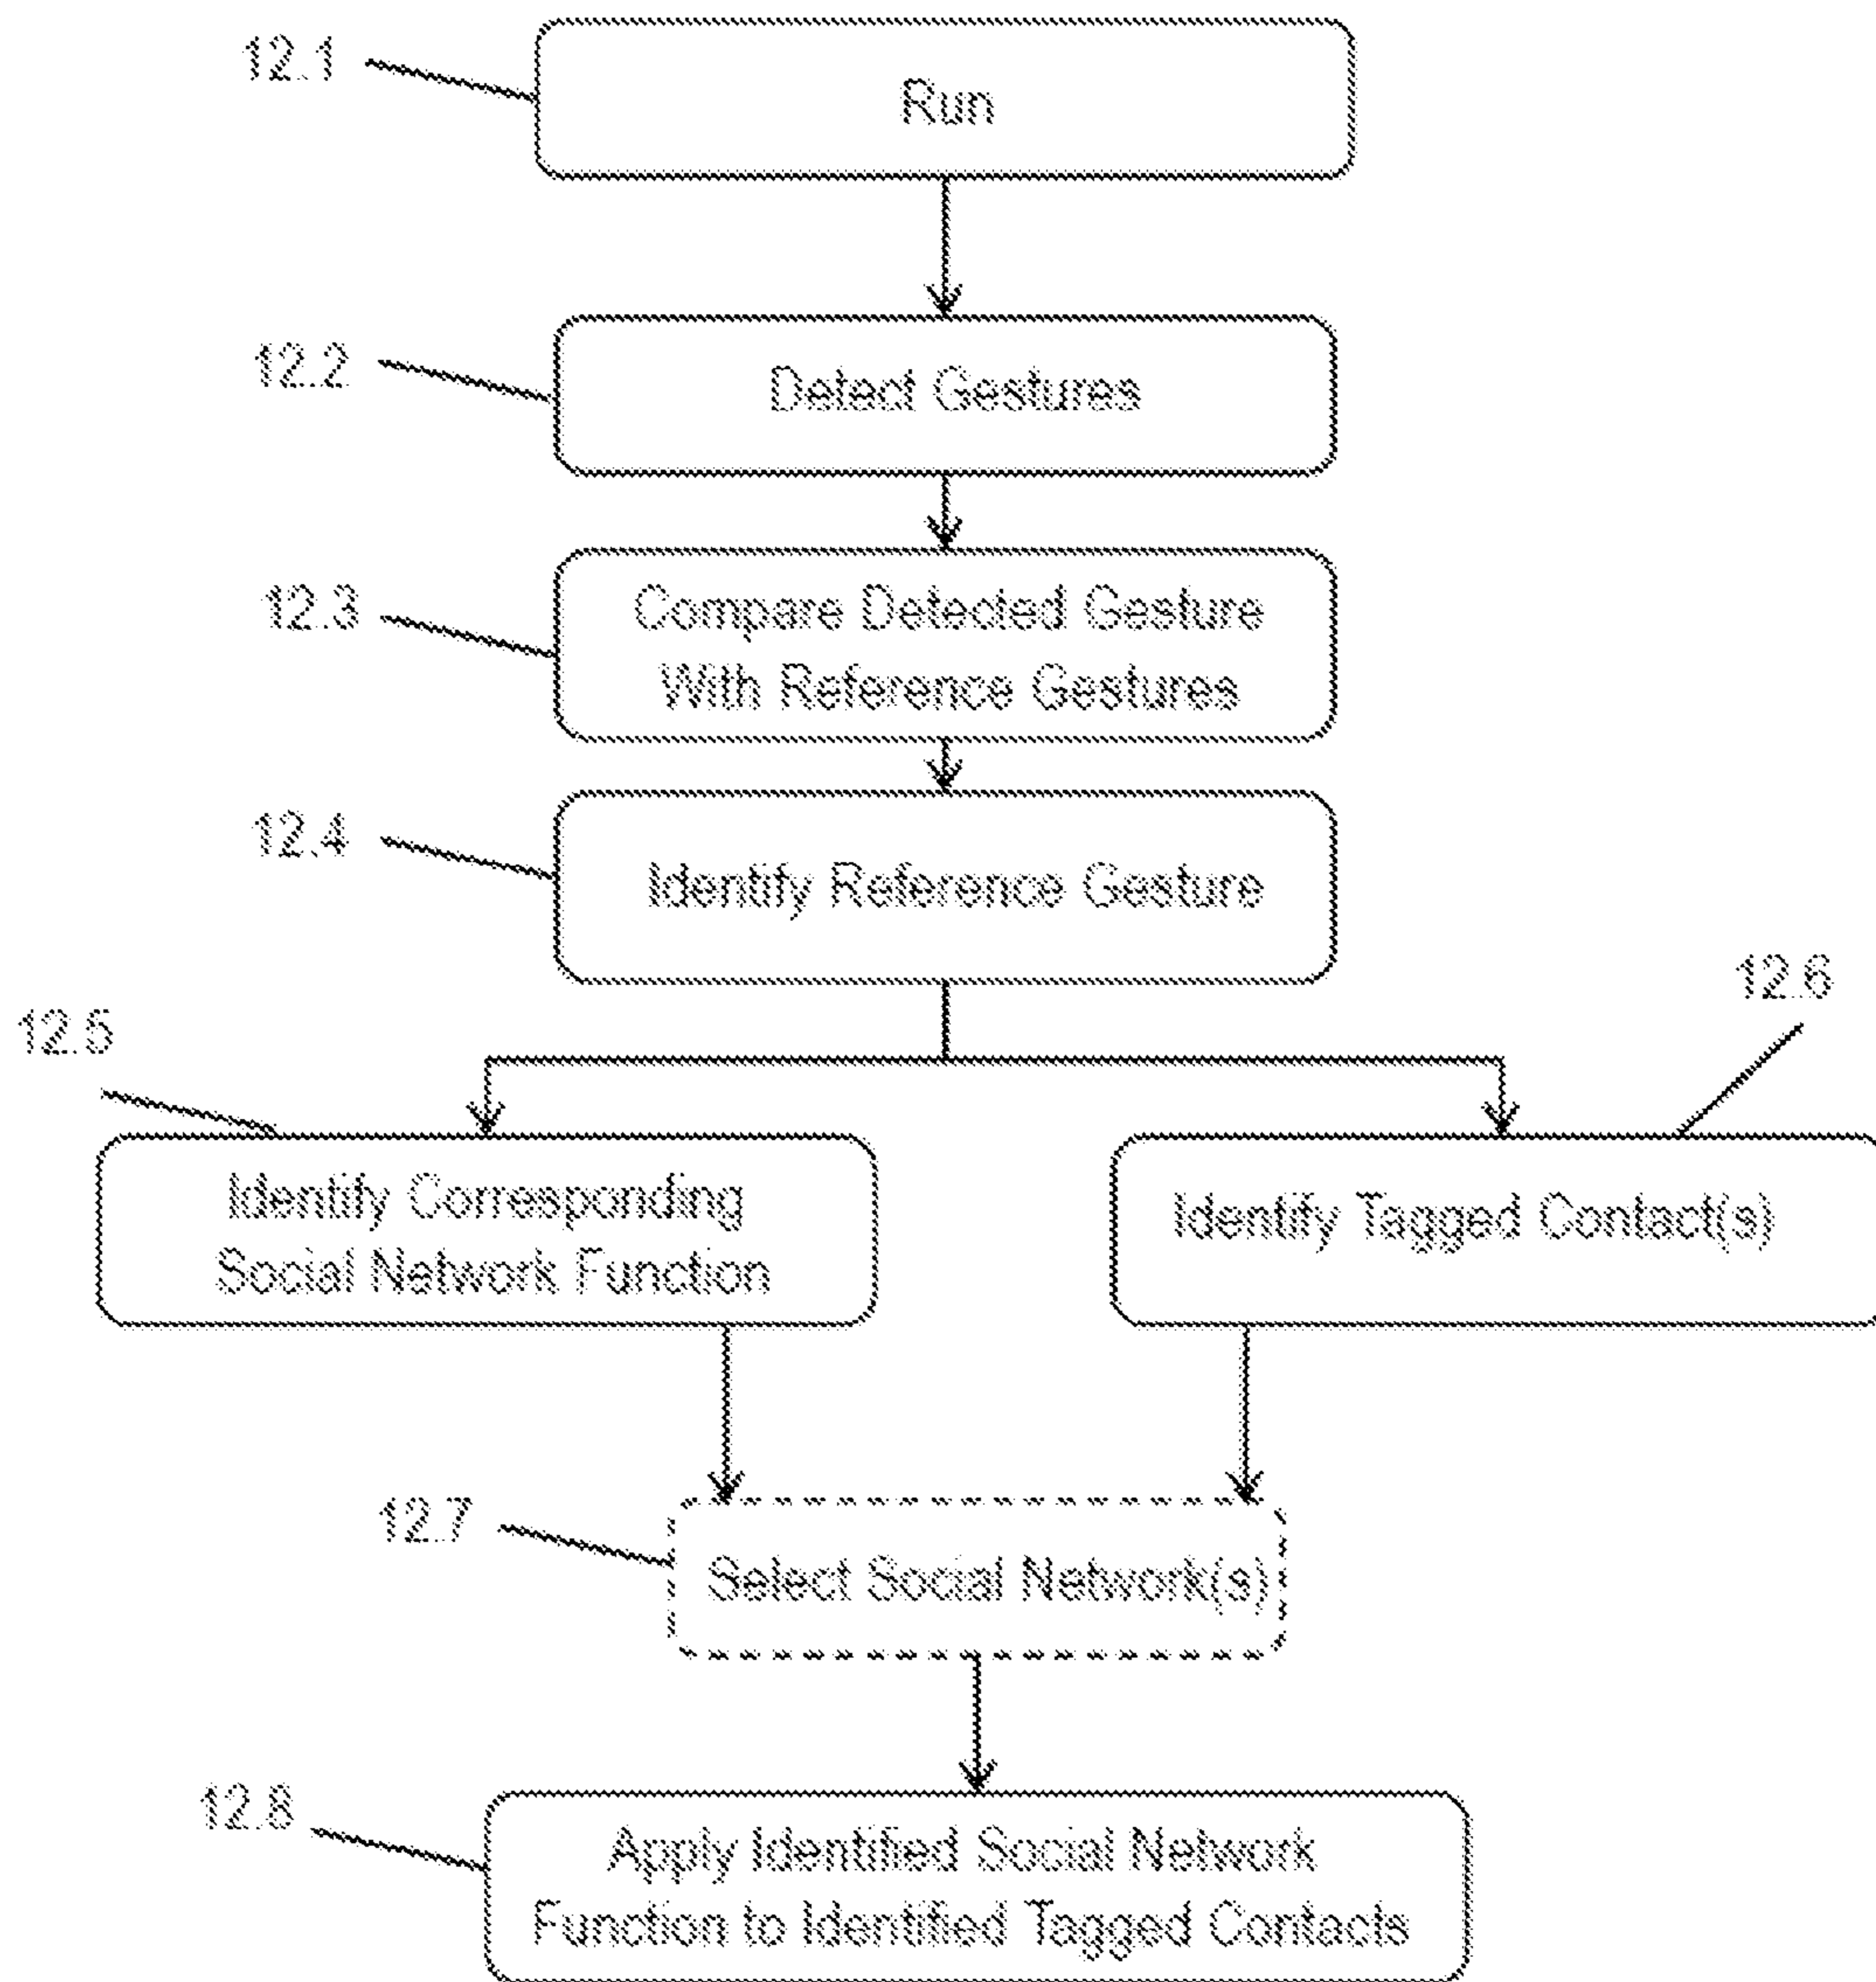 12.1
Run
12.2
Detect Gestures
12.3
Compare Detected Gesture
With Reference Gestures
12.4
Identify Reference Gesture
12.5
12.6
Identify Corresponding
Social Network Function
Identify Tagged Contact(s)
12.7
Select Social Network(s)
12.8
Apply Identified Social Network
Function to Identified Tagged Contacts